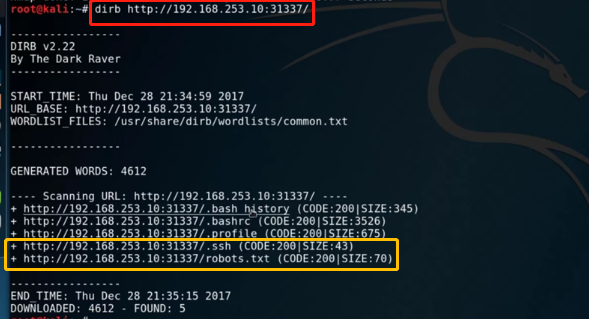 root@kali:~# dirb http://192.168.253.10:31337/
-----------------
DIRB v2.22
By The Dark Raver
-----------------
START_TIME: Thu Dec 28 21:34:59 2017
URL_BASE: http://192.168.253.10:31337/
WORDLIST_FILES: /usr/share/dirb/wordlists/common.txt
-----------------
GENERATED WORDS: 4612
---- Scanning URL: http://192.168.253.10:31337/ ----
+ http://192.168.253.10:31337/.bash_history (CODE:200|SIZE:345)
+ http://192.168.253.10:31337/.bashrc (CODE:200|SIZE:3526)
+ http://192.168.253.10:31337/.profile (CODE:200|SIZE:675)
+ http://192.168.253.10:31337/.ssh (CODE:200|SIZE:43)
+ http://192.168.253.10:31337/robots.txt (CODE:200|SIZE:70)
-----------------
END_TIME: Thu Dec 28 21:35:15 2017
DOWNLOADED: 4612 - FOUND: 5